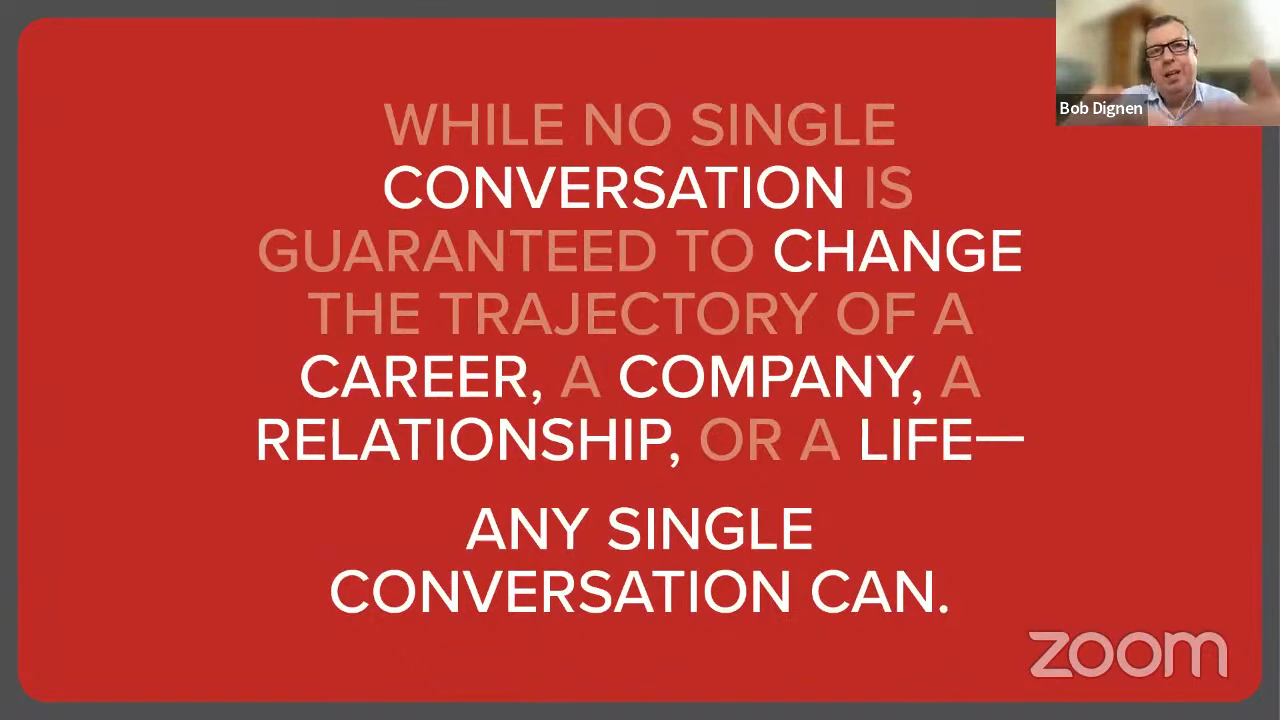 WHILE NO SINGLE
CONVERSATION IS
GUARANTEED TO CHANGE
THE TRAJECTORY OF A
CAREER, A COMPANY, A
RELATIONSHIP, OR A LIFE—
ANY SINGLE
CONVERSATION CAN.
Bob Dignen
zoom